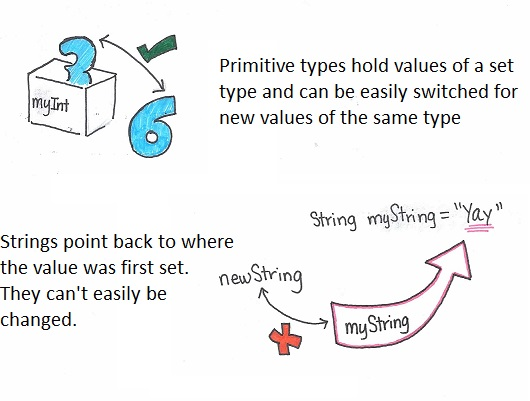 2
myInt
6
Primitive types hold values of a set
type and can be easily switched for
new values of the same type
String myString = "Yay"
Strings point back to where
the value was first set.
They can't easily be
changed.
newString
myString